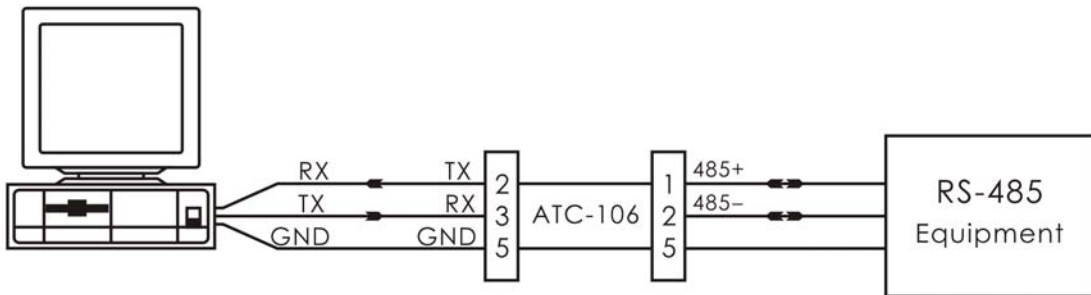 RX TX 2 1 485+
TX RX 3 ATC-106 2 485− RS-485
GND GND 5 5 Equipment